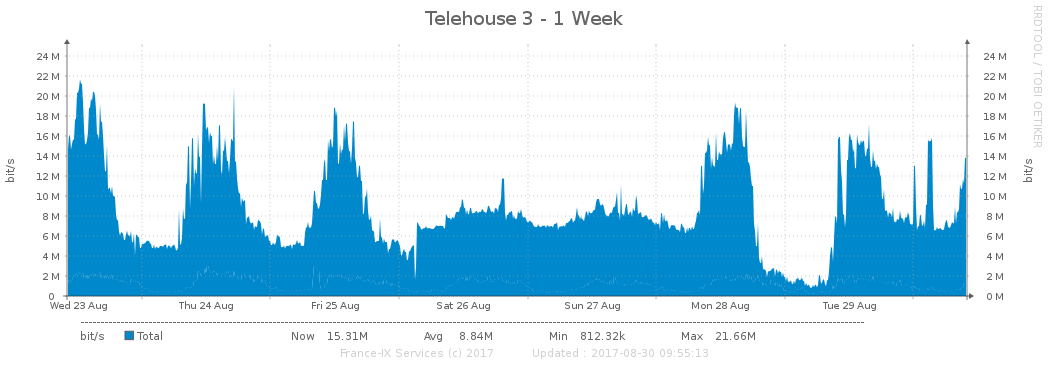 Telehouse 3 - 1 Week
RRDTOOL / TOBI OETIKER
bit/s
24 M 24 M
22 M 22 M
20 M 20 M
18 M 18 M
16 M 16 M
14 M 14 M
12 M 12 M
10 M 10 M
8 M 8 M
6 M 6 M
4 M 4 M
2 M 2 M
0 0 M
bit/s
Wed 23 Aug Thu 24 Aug Fri 25 Aug Sat 26 Aug Sun 27 Aug Mon 28 Aug Tue 29 Aug
bit/s Total Now 15.31M Avg 8.84M Min 812.32k Max 21.66M
France-IX Services (c) 2017 Updated : 2017-08-30 09:55:13